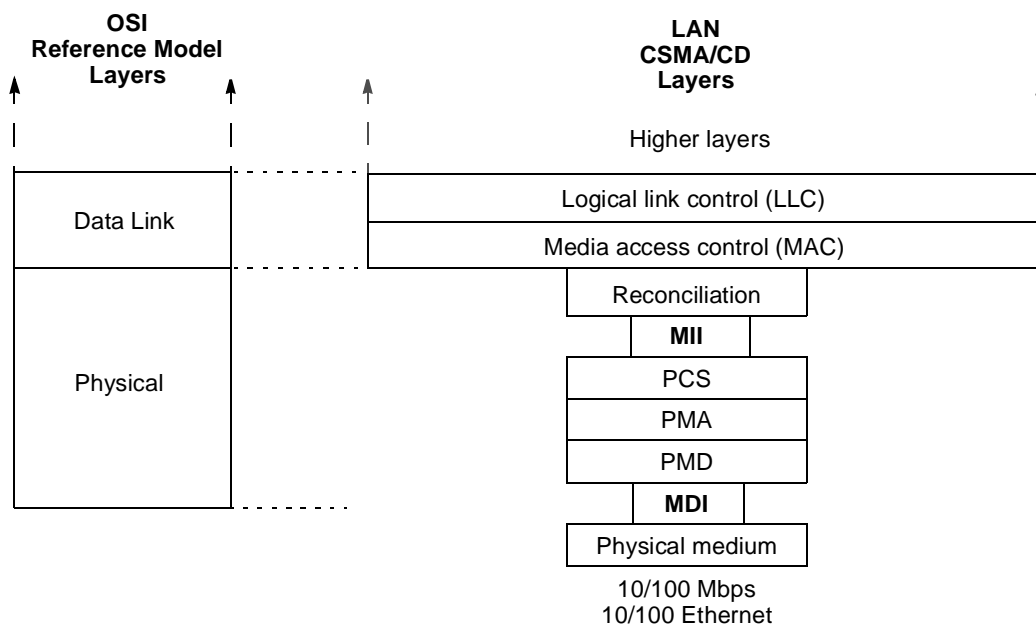 OSI
Reference Model
Layers
LAN
CSMA/CD
Layers
Higher layers
Data Link
Logical link control (LLC)
Media access control (MAC)
Reconciliation
MII
Physical
PCS
PMA
PMD
MDI
Physical medium
10/100 Mbps
10/100 Ethernet